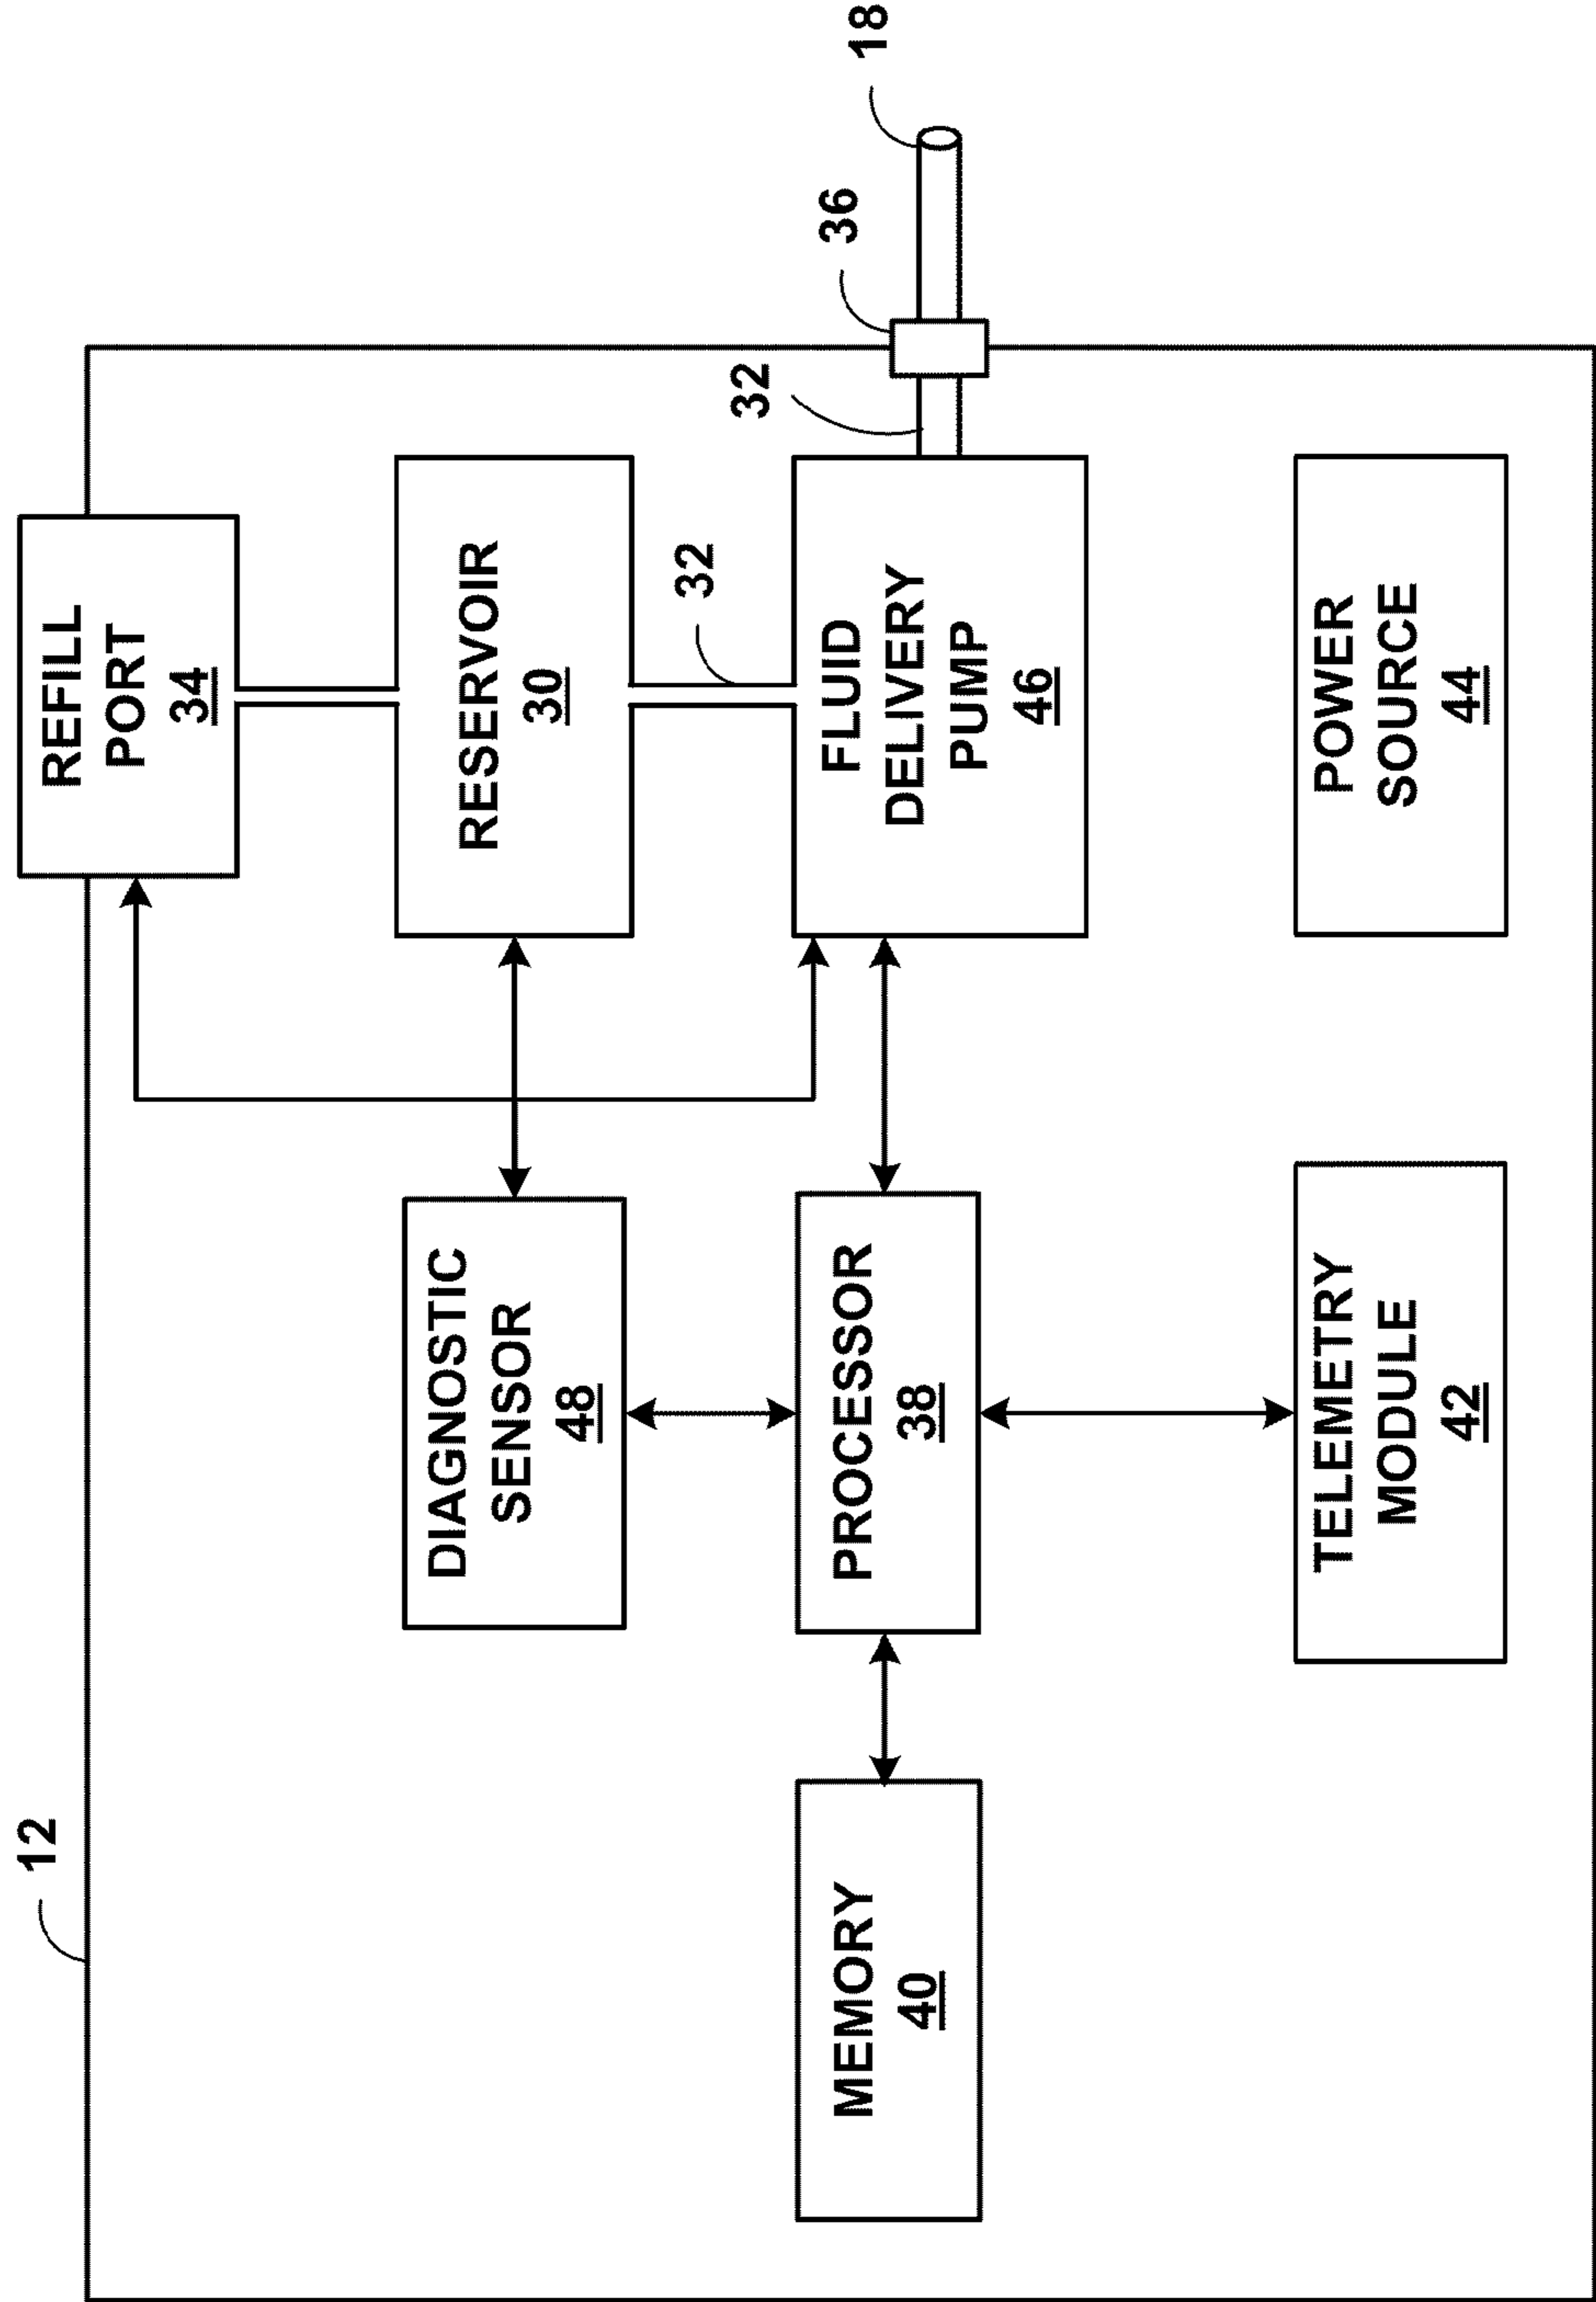 12
REFILL
PORT
34
DIAGNOSTIC
SENSOR
48
RESERVOIR
30
32
32
36
18
MEMORY
40
PROCESSOR
38
FLUID
DELIVERY
PUMP
46
TELEMETRY
MODULE
42
POWER
SOURCE
44